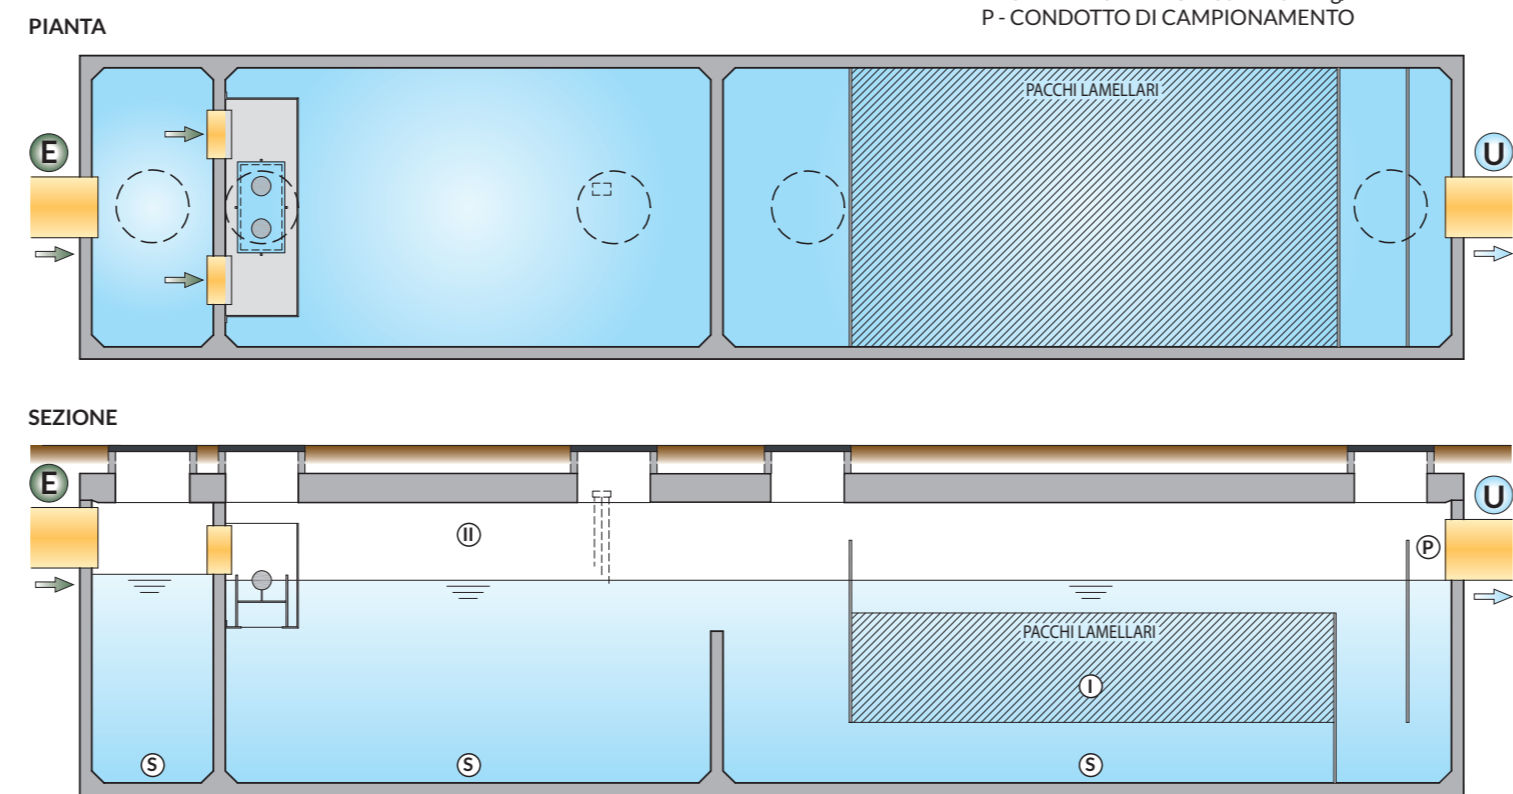 P - CONDOTTO DI CAMPIONAMENTO
PIANTA
PACCHI LAMELLARI
E
U
SEZIONE
E
U
II
P
PACCHI LAMELLARI
I
S
S
S